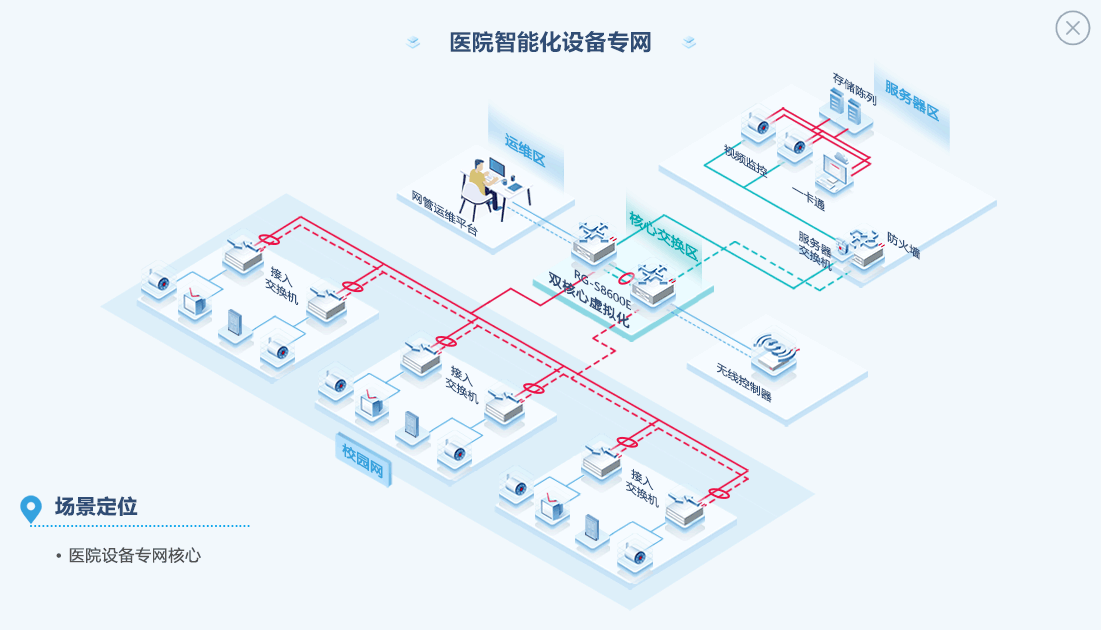 医院智能化设备专网
存储阵列
服务器区
运维区
视频监控
一卡通
网管运维平台
核心交换区
服务器
交换机
防火墙
RG-S8600E
双核心虚拟化
接入
交换机
无线控制器
接入
交换机
校园网
接入
交换机
场景定位
• 医院设备专网核心